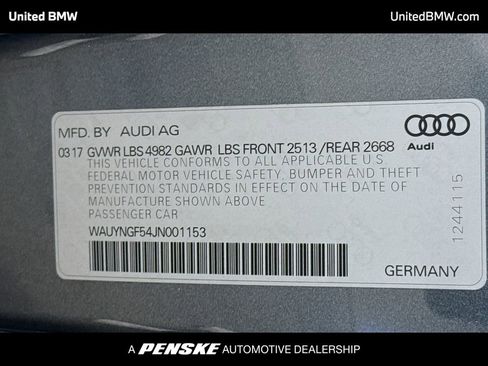 United BMW
UnitedBMW.com
MFD. BY AUDI AG
0317 GVWR LBS 4982 GAWR LBS FRONT 2513 /REAR 2668
Audi
THIS VEHICLE CONFORMS TO ALL APPLICABLE U.S.
FEDERAL MOTOR VEHICLE SAFETY, BUMPER AND THEFT
PREVENTION STANDARDS IN EFFECT ON THE DATE OF
MANUFACTURE SHOWN ABOVE
PASSENGER CAR
1244115
WAUYNGF54JN001153
GERMANY
A PENSKE AUTOMOTIVE DEALERSHIP